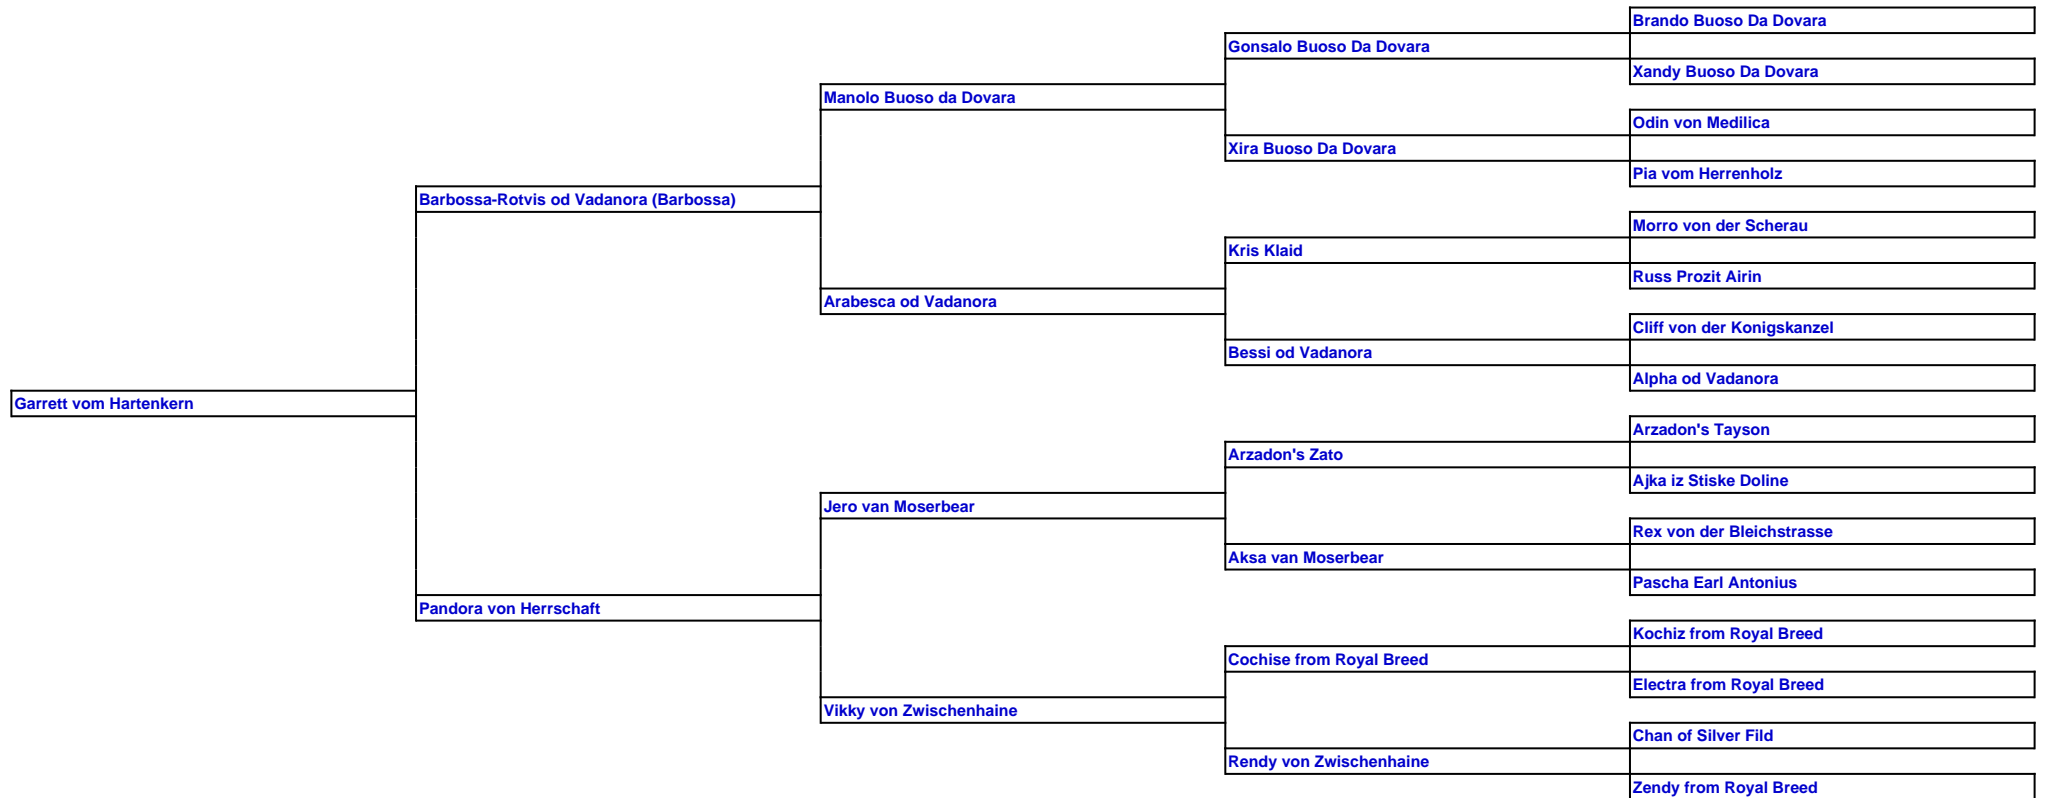 Brando Buoso Da Dovara
Gonsalo Buoso Da Dovara
Xandy Buoso Da Dovara
Manolo Buoso da Dovara
Odin von Medilica
Xira Buoso Da Dovara
Pia vom Herrenholz
Barbossa-Rotvis od Vadanora (Barbossa)
Morro von der Scherau
Kris Klaid
Russ Prozit Airin
Arabesca od Vadanora
Cliff von der Konigskanzel
Bessi od Vadanora
Alpha od Vadanora
Garrett vom Hartenkern
Arzadon's Tayson
Arzadon's Zato
Ajka iz Stiske Doline
Jero van Moserbear
Rex von der Bleichstrasse
Aksa van Moserbear
Pascha Earl Antonius
Pandora von Herrschaft
Kochiz from Royal Breed
Cochise from Royal Breed
Electra from Royal Breed
Vikky von Zwischenhaine
Chan of Silver Fild
Rendy von Zwischenhaine
Zendy from Royal Breed